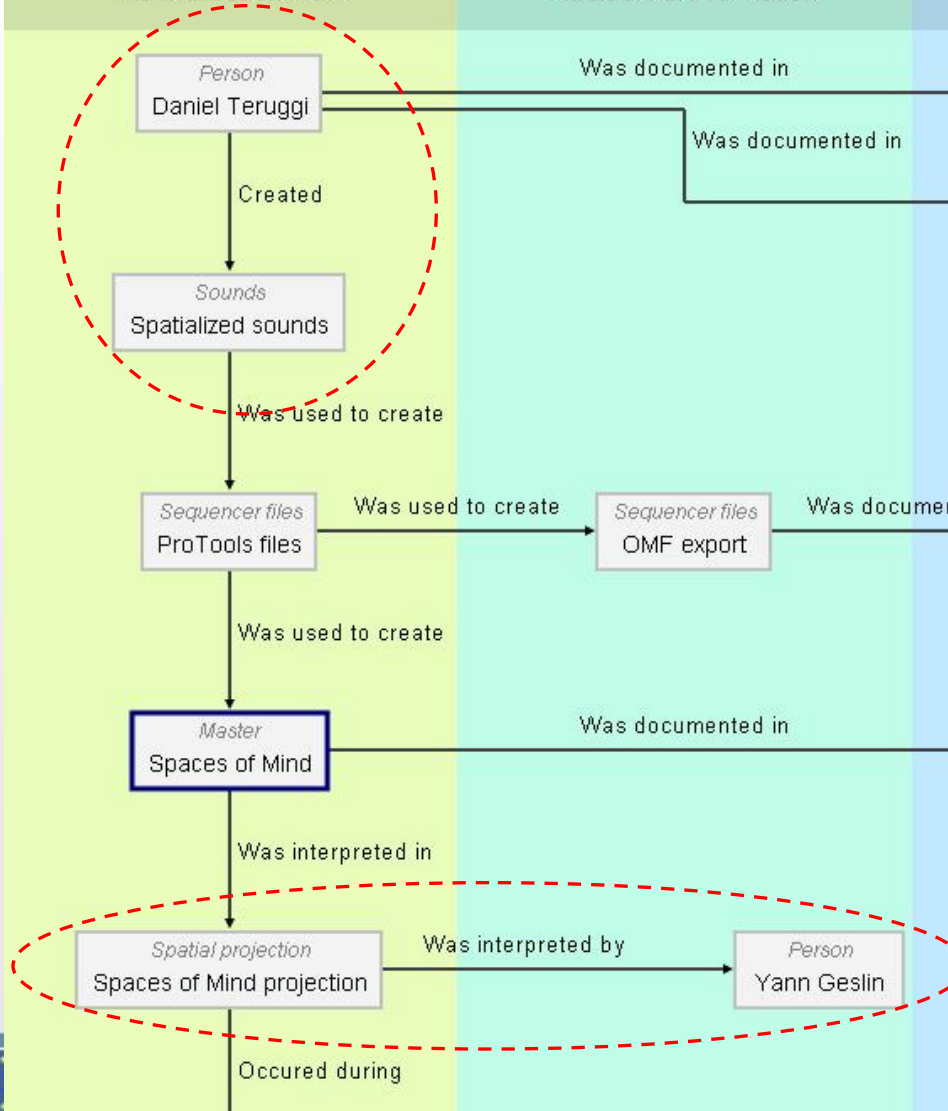 Person
Daniel Teruggi
Was documented in
Was documented in
Created
Sounds
Spatialized sounds
Was used to create
Sequencer files
ProTools files
Was used to create
Sequencer files
OMF export
Was documen
Was used to create
Master
Spaces of Mind
Was documented in
Was interpreted in
Spatial projection
Spaces of Mind projection
Was interpreted by
Person
Yann Geslin
Occured during